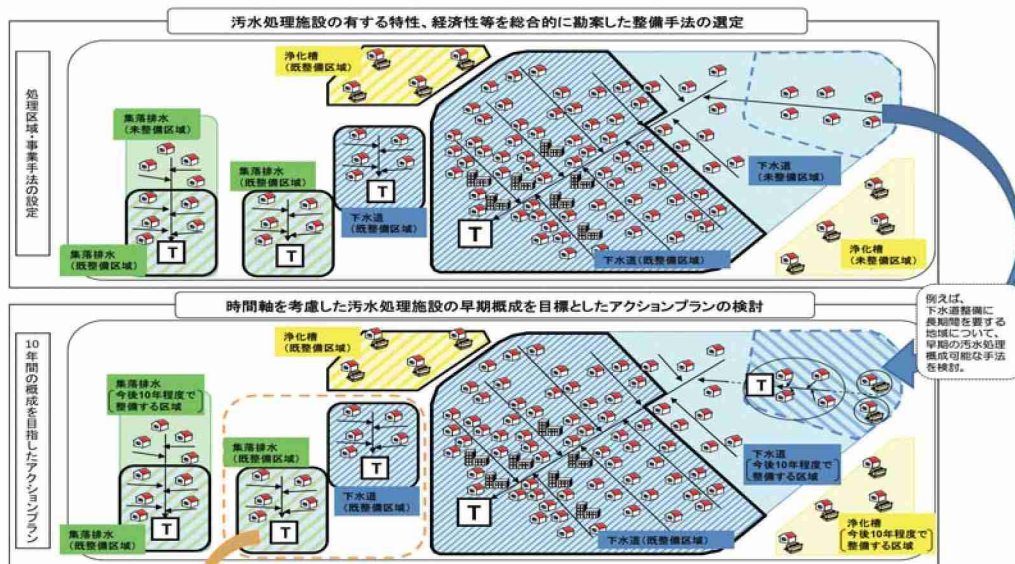 汚水処理施設の有する特性、経済性等を総合的に勘案した整備手法の選定
処理区域・事業手法の設定
浄化槽
(既整備区域)
集落排水
(未整備区域)
集落排水
(既整備区域)
T
下水道
(既整備区域)
下水道
(未整備区域)
T
T
T
集落排水
(既整備区域)
下水道(既整備区域)
浄化槽
(未整備区域)
時間軸を考慮した汚水処理施設の早期概成を目標としたアクションプランの検討
10年間の概成を目指したアクションプラン
例えば、
下水道整備に
長期間を要する
地域について、
早期の汚水処理
概成可能な手法
を検討。
浄化槽
(既整備区域)
集落排水
今後10年程度で
整備する区域
T
集落排水
(既整備区域)
T
下水道
(既整備区域)
下水道
今後10年程度で
整備する区域
T
T
T
集落排水
(既整備区域)
下水道(既整備区域)
浄化槽
今後10年程度で
整備する区域